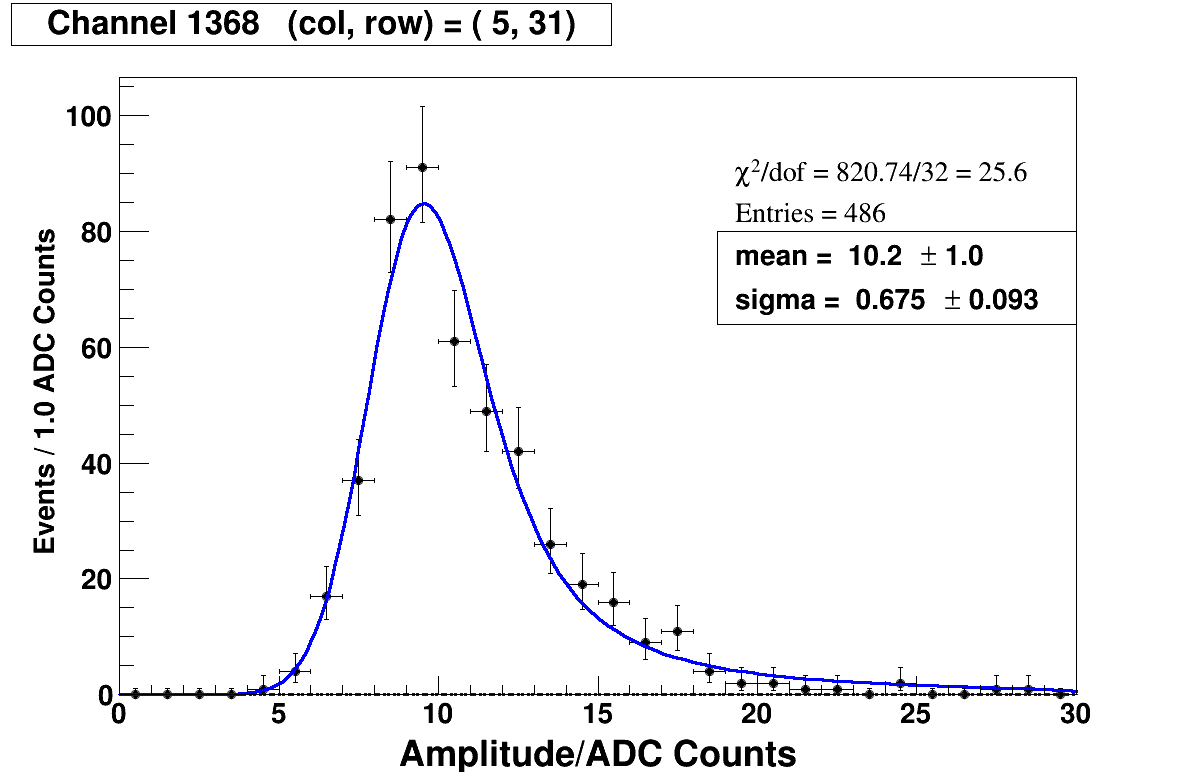 Channel 1368 (col, row) = ( 5, 31)
χ²/dof = 820.74/32 = 25.6
Entries = 486
mean = 10.2 ± 1.0
sigma = 0.675 ± 0.093
Events / 1.0 ADC Counts
100
80
60
40
20
0
0 5 10 15 20 25 30
Amplitude/ADC Counts